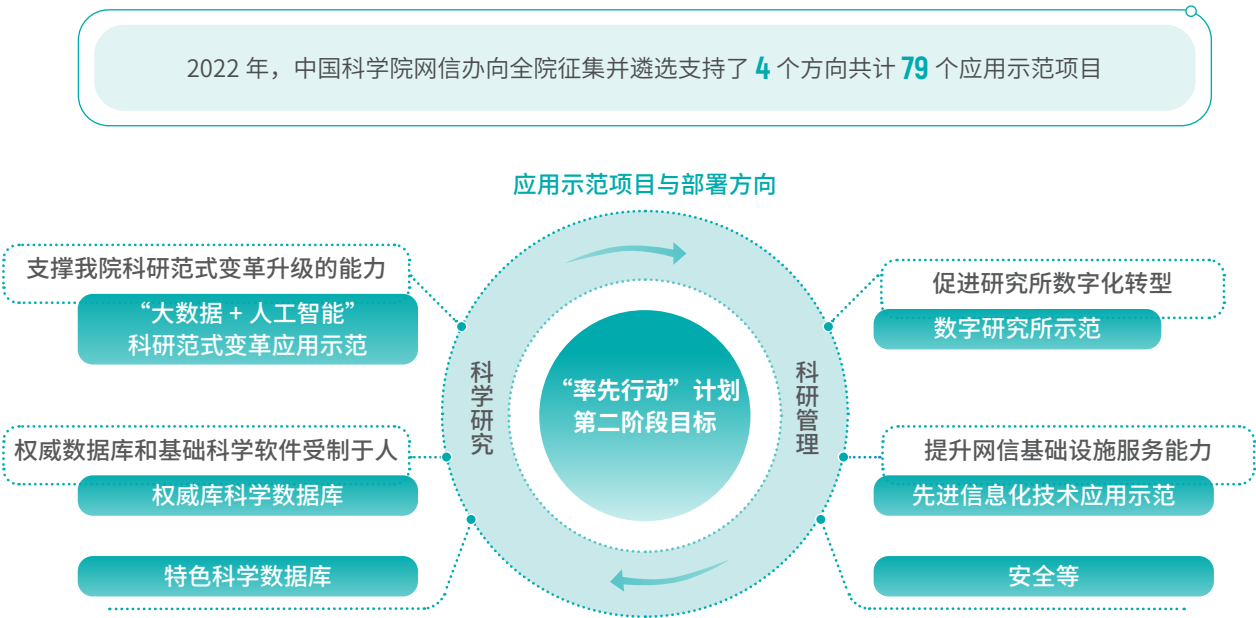 2022 年，中国科学院网信办向全院征集并遴选支持了 4 个方向共计 79 个应用示范项目
应用示范项目与部署方向
支撑我院科研范式变革升级的能力
“大数据 + 人工智能”
科研范式变革应用示范
权威数据库和基础科学软件受制于人
权威库科学数据库
特色科学数据库
科学研究
“率先行动”计划
第二阶段目标
科研管理
促进研究所数字化转型
数字研究所示范
提升网信基础设施服务能力
先进信息化技术应用示范
安全等